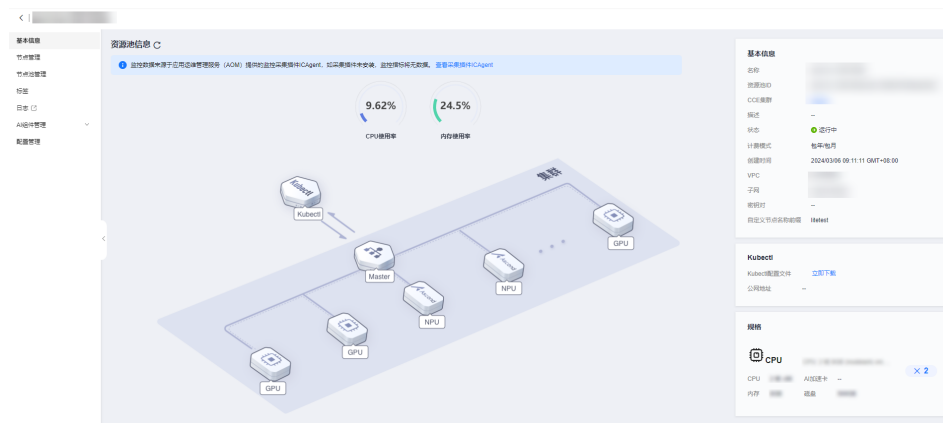 基本信息
节点管理
节点池管理
标签
日志
AI组件管理
配置管理
资源池信息
监控数据来源于应用运维管理服务（AOM）提供的监控采集插件ICAgent，如采集插件未安装，监控指标将无数据。 查看采集插件ICAgent
9.62%
CPU使用率
24.5%
内存使用率
集群
Kubectl
Kubectl
Master
Ascend
NPU
Ascend
NPU
GPU
GPU
GPU
基本信息
名称
资源池ID
CCE集群
描述 --
状态 运行中
计费模式 包年/包月
创建时间 2024/03/06 09:11:11 GMT+08:00
VPC
子网
密钥对 --
自定义节点名称前缀 litetest
Kubectl
Kubectl配置文件 立即下载
公网地址 --
规格
CPU
CPU AI加速卡 --
内存 磁盘
× 2